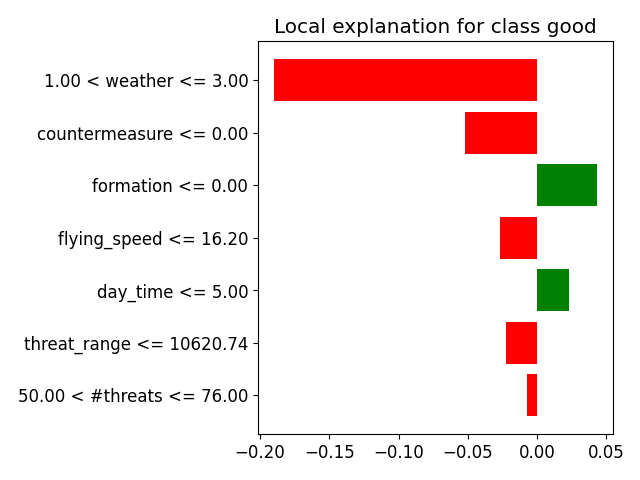 Local explanation for class good
1.00 < weather <= 3.00
countermeasure <= 0.00
formation <= 0.00
flying_speed <= 16.20
day_time <= 5.00
threat_range <= 10620.74
50.00 < #threats <= 76.00
−0.20 −0.15 −0.10 −0.05 0.00 0.05